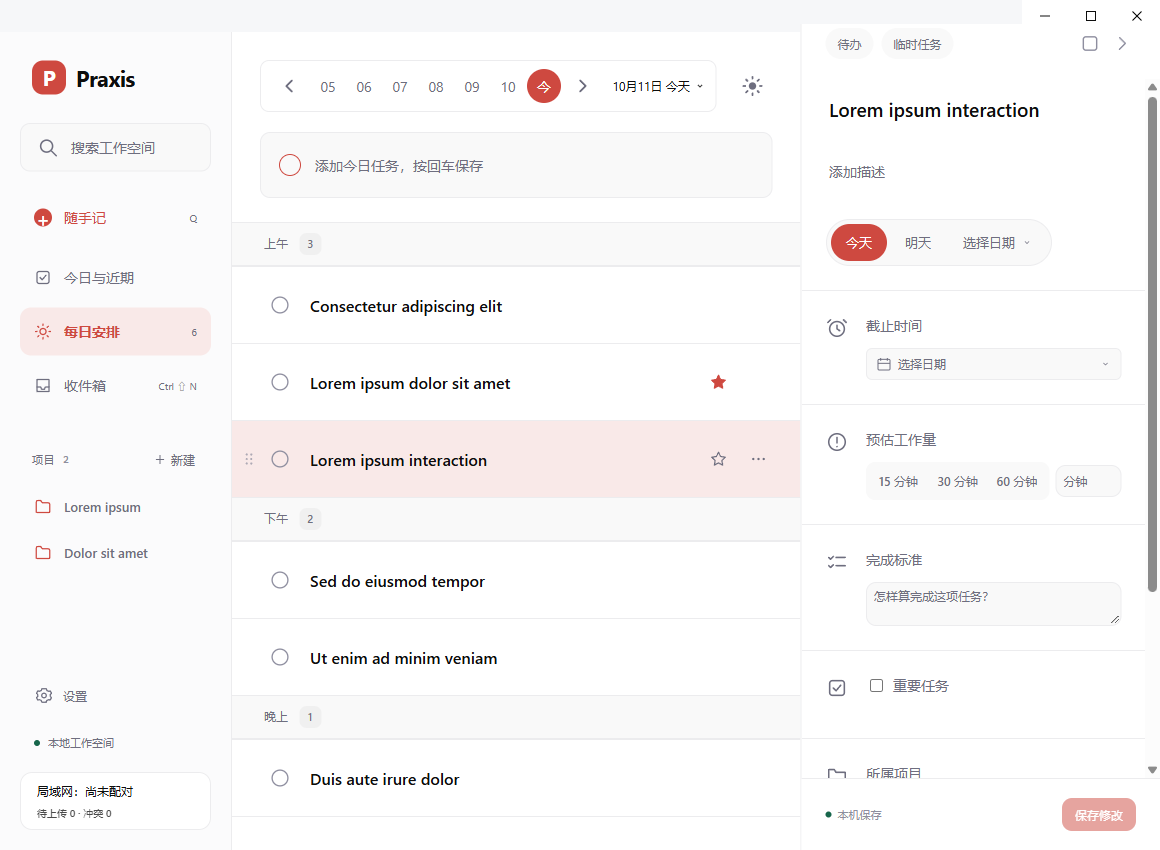 P Praxis
搜索工作空间
随手记 Q
今日与近期
每日安排 6
收件箱 Ctrl ⇧ N
项目 2 + 新建
Lorem ipsum
Dolor sit amet
设置
本地工作空间
局域网：尚未配对
待上传 0 · 冲突 0
05 06 07 08 09 10 今 10月11日 今天
添加今日任务，按回车保存
上午 3
Consectetur adipiscing elit
Lorem ipsum dolor sit amet
Lorem ipsum interaction
下午 2
Sed do eiusmod tempor
Ut enim ad minim veniam
晚上 1
Duis aute irure dolor
待办 临时任务
Lorem ipsum interaction
添加描述
今天 明天 选择日期
截止时间
选择日期
预估工作量
15 分钟 30 分钟 60 分钟 分钟
完成标准
怎样算完成这项任务？
重要任务
所属项目
本机保存 保存修改